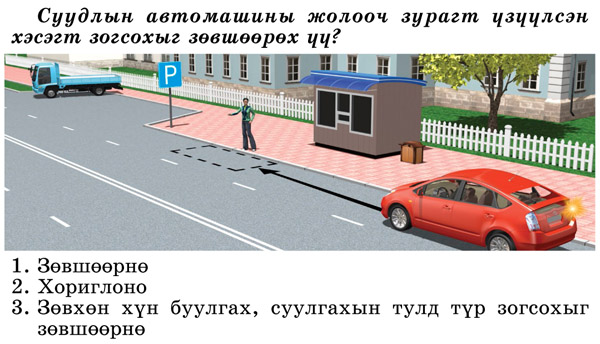 Суудлын автомашины жолооч зурагт үзүүлсэн
хэсэгт зогсохыг зөвшөөрөх үү?
P
1. Зөвшөөрнө
2. Хориглоно
3. Зөвхөн хүн буулгах, суулгахын тулд түр зогсохыг
зөвшөөрнө